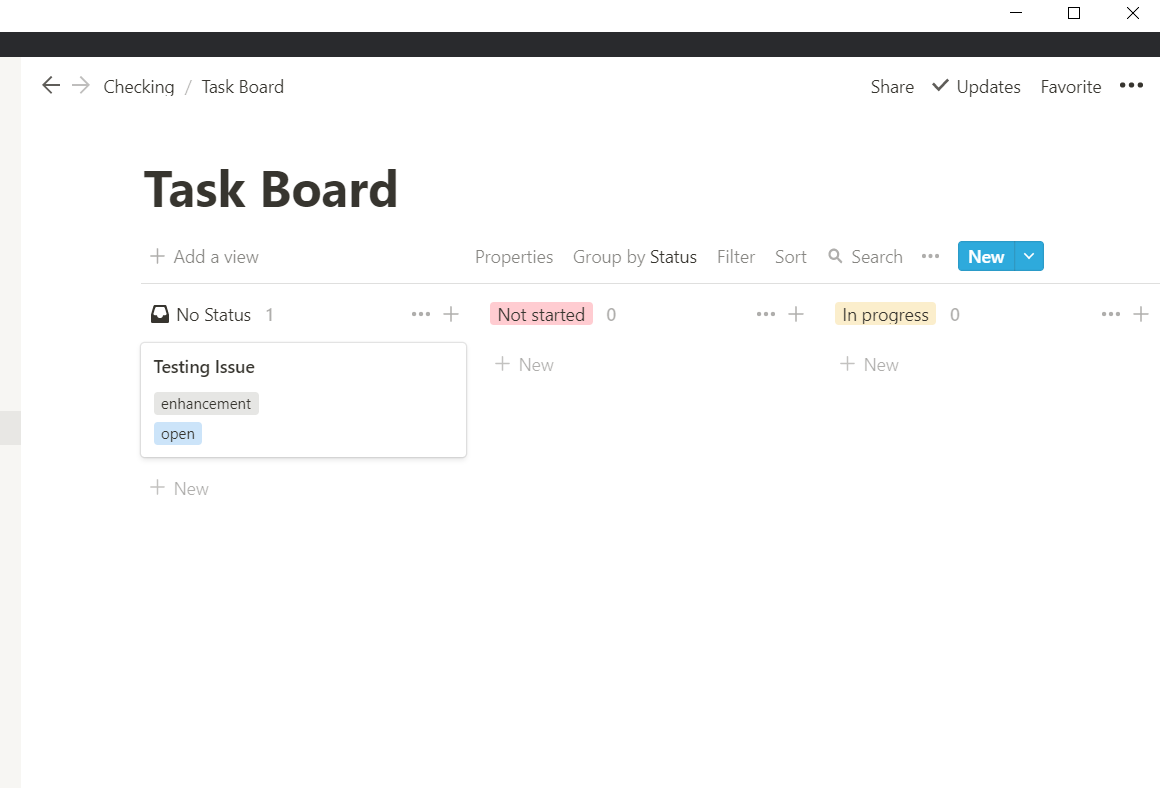 Checking / Task Board
Share Updates Favorite
Task Board
Add a view
Properties Group by Status Filter Sort Search New
No Status 1
Not started 0
In progress 0
Testing Issue
enhancement
open
New
New
New